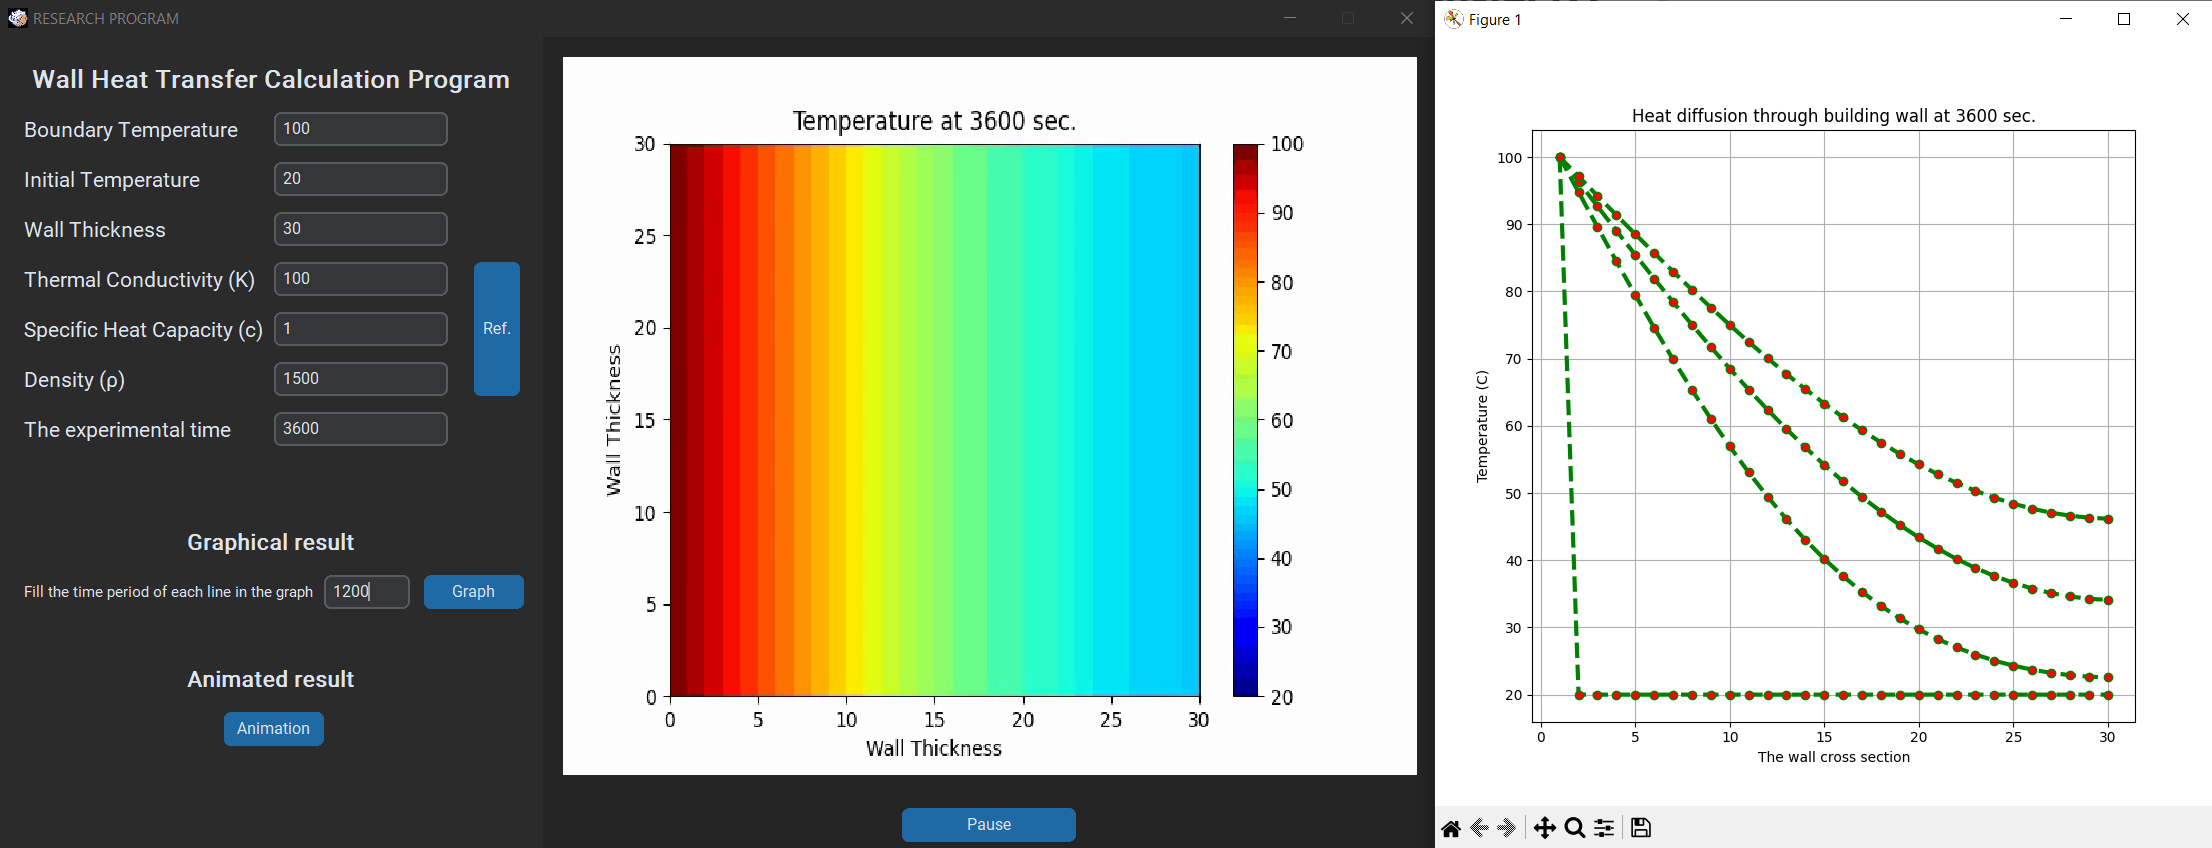 RESEARCH PROGRAM
Wall Heat Transfer Calculation Program
Boundary Temperature 100
Initial Temperature 20
Wall Thickness 30
Thermal Conductivity (K) 100
Specific Heat Capacity (c) 1
Ref.
Density (ρ) 1500
The experimental time 3600
Graphical result
Fill the time period of each line in the graph 1200 Graph
Animated result
Animation
Temperature at 3600 sec.
30
25
20
15
10
5
0
Wall Thickness
0 5 10 15 20 25 30
Wall Thickness
100
90
80
70
60
50
40
30
20
Pause
Figure 1
Heat diffusion through building wall at 3600 sec.
100
90
80
70
60
50
40
30
20
Temperature (C)
0 5 10 15 20 25 30
The wall cross section